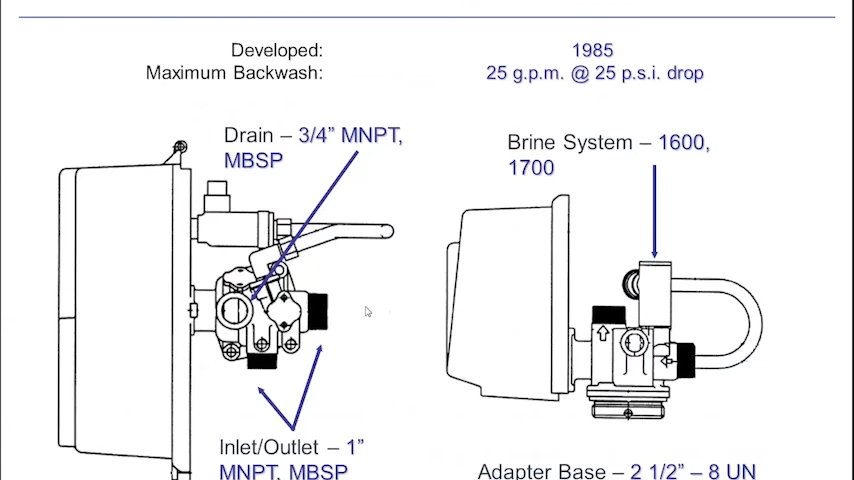 Developed: 1985
Maximum Backwash: 25 g.p.m. @ 25 p.s.i. drop
Drain – 3/4” MNPT,
MBSP
Brine System – 1600,
1700
Inlet/Outlet – 1”
MNPT, MBSP
Adapter Base – 2 1/2” – 8 UN